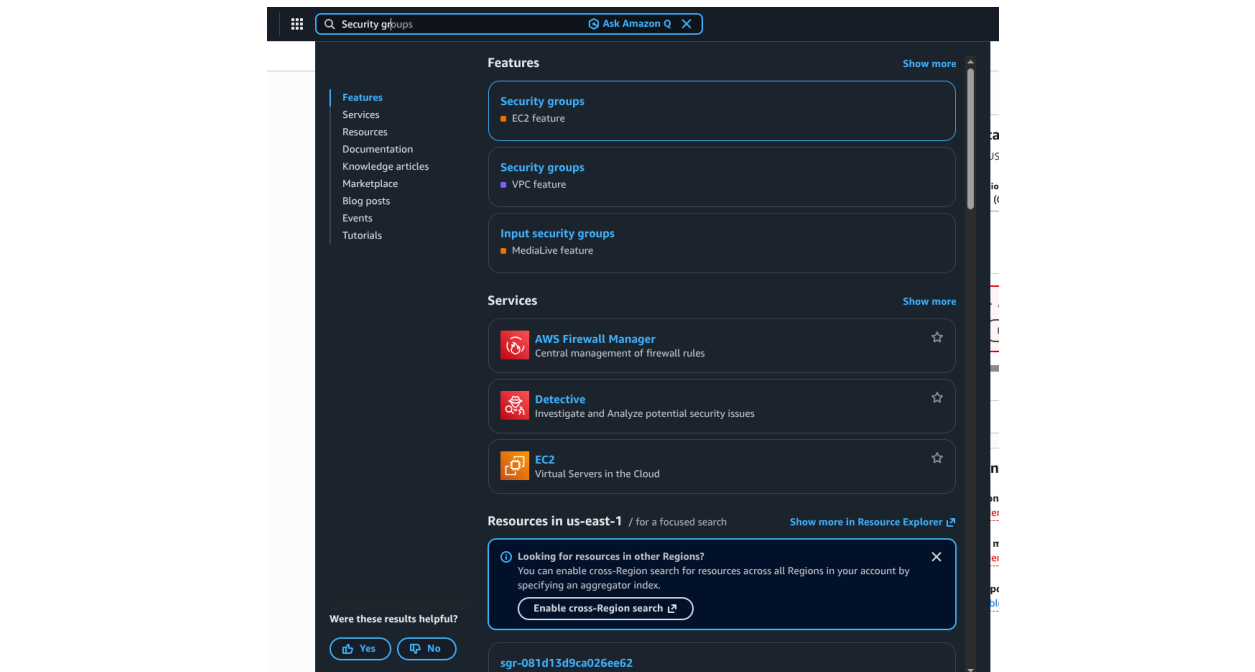 Security groups
Ask Amazon Q
Features
Show more
Features
Services
Resources
Documentation
Knowledge articles
Marketplace
Blog posts
Events
Tutorials
Security groups
EC2 feature
Security groups
VPC feature
Input security groups
MediaLive feature
Services
Show more
AWS Firewall Manager
Central management of firewall rules
Detective
Investigate and Analyze potential security issues
EC2
Virtual Servers in the Cloud
Resources in us-east-1 / for a focused search
Show more in Resource Explorer
Looking for resources in other Regions?
You can enable cross-Region search for resources across all Regions in your account by
specifying an aggregator index.
Enable cross-Region search
Were these results helpful?
Yes
No
sgr-081d13d9ca026ee62